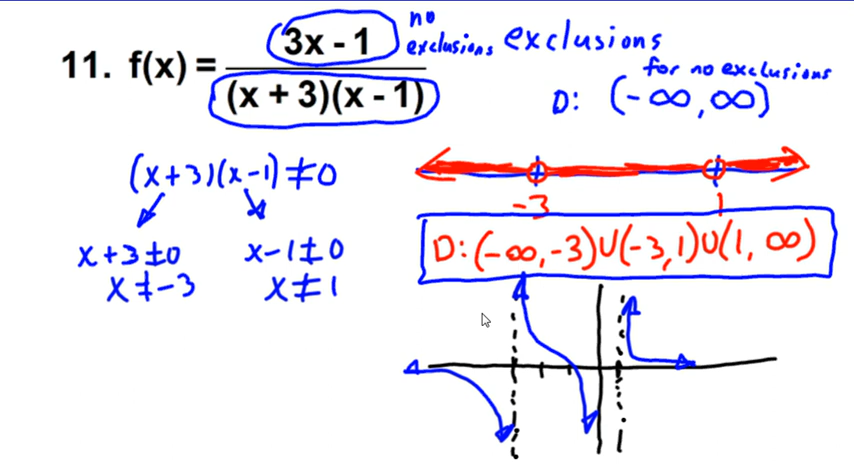 11. f(x) = (3x - 1) / ((x + 3)(x - 1))
no exclusions
exclusions
for no exclusions
D: (-∞, ∞)
(x+3)(x-1) ≠ 0
x+3 ≠ 0
x-1 ≠ 0
x ≠ -3
x ≠ 1
-3
1
D: (-∞, -3) U (-3, 1) U (1, ∞)